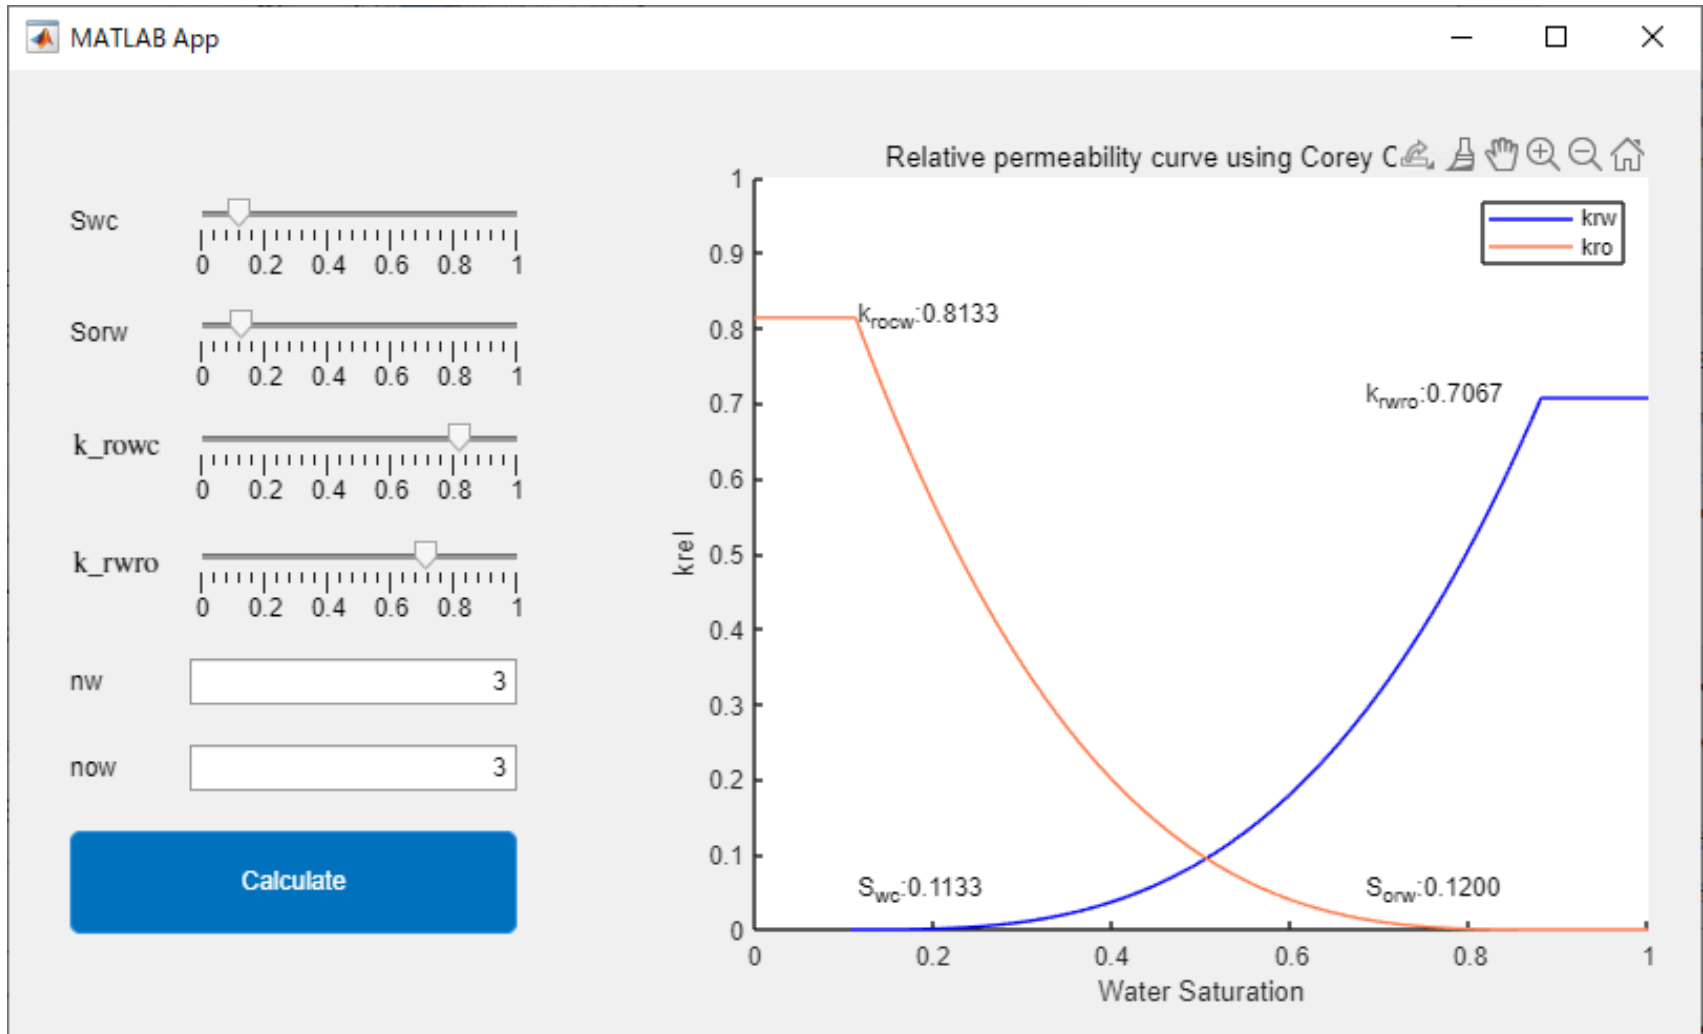 MATLAB App
Swc
0 0.2 0.4 0.6 0.8 1
Sorw
0 0.2 0.4 0.6 0.8 1
k_rowc
0 0.2 0.4 0.6 0.8 1
k_rwro
0 0.2 0.4 0.6 0.8 1
nw 3
now 3
Calculate
Relative permeability curve using Corey C
krw
kro
1
0.9
0.8
0.7
0.6
0.5
0.4
0.3
0.2
0.1
0
krel
krocw:0.8133
krwro:0.7067
Swc:0.1133
Sorw:0.1200
0 0.2 0.4 0.6 0.8 1
Water Saturation